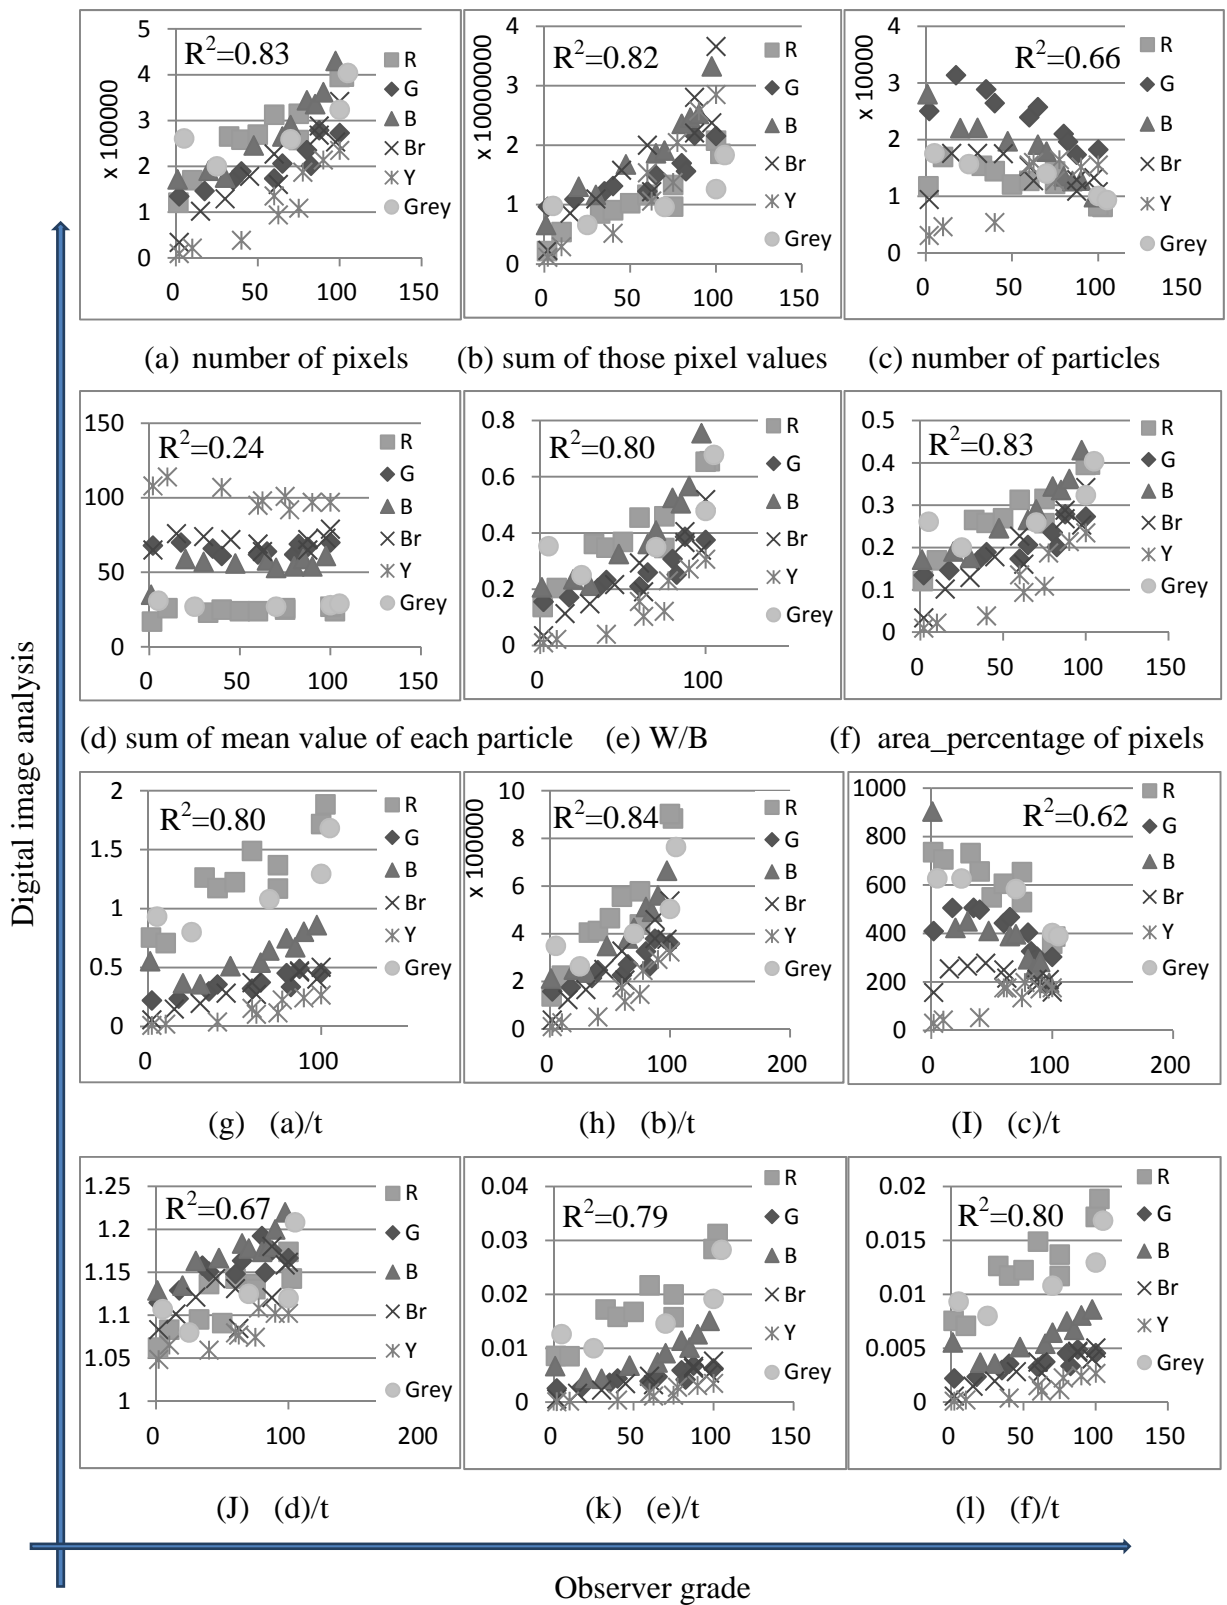 Digital image analysis
x 100000
5
4
3
2
1
0
R²=0.83
R
G
B
Br
Y
Grey
0 50 100 150
x 10000000
4
3
2
1
0
R²=0.82
R
G
B
Br
Y
Grey
0 50 100 150
x 10000
4
3
2
1
0
R²=0.66
R
G
B
Br
Y
Grey
0 50 100 150
(a) number of pixels
(b) sum of those pixel values
(c) number of particles
150
100
50
0
R²=0.24
R
G
B
Br
Y
Grey
0 50 100 150
0.8
0.6
0.4
0.2
0
R²=0.80
R
G
B
Br
Y
Grey
0 100
0.5
0.4
0.3
0.2
0.1
0
R²=0.83
R
G
B
Br
Y
Grey
0 50 100 150
(d) sum of mean value of each particle
(e) W/B
(f) area_percentage of pixels
2
1.5
1
0.5
0
R²=0.80
R
G
B
Br
Y
Grey
0 100
x 100000
10
8
6
4
2
0
R²=0.84
R
G
B
Br
Y
Grey
0 100 200
1000
800
600
400
200
0
R²=0.62
R
G
B
Br
Y
Grey
0 100 200
(g) (a)/t
(h) (b)/t
(I) (c)/t
1.25
1.2
1.15
1.1
1.05
1
R²=0.67
R
G
B
Br
Y
Grey
0 100 200
0.04
0.03
0.02
0.01
0
R²=0.79
R
G
B
Br
Y
Grey
0 50 100 150
0.02
0.015
0.01
0.005
0
R²=0.80
R
G
B
Br
Y
Grey
0 50 100 150
(J) (d)/t
(k) (e)/t
(l) (f)/t
Observer grade